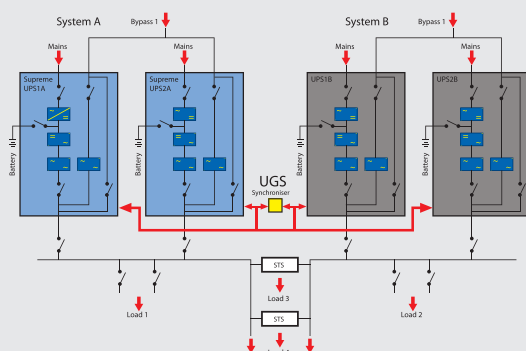 System A
Bypass 1
System B
Bypass 1
Mains
Mains
Mains
Mains
Supreme
UPS1A
Supreme
UPS2A
UPS1B
UPS2B
Battery
Battery
Battery
Battery
UGS
Synchroniser
STS
Load 3
Load 1
Load 2
STS